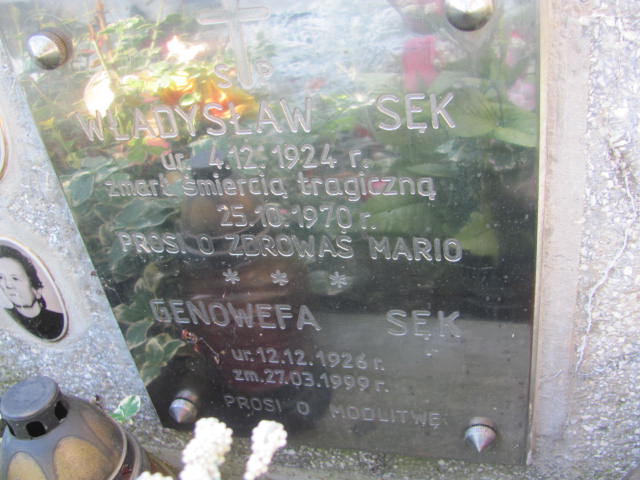 Ś P
WŁADYSŁAW SĘK
ur. 4.12.1924 r.
zmarł śmiercią tragiczną
25.10.1970 r.
PROSI O ZDROWAŚ MARIO
* * *
GENOWEFA SĘK
ur. 12.12.1926 r.
zm. 27.03.1999 r.
PROSI O MODLITWĘ